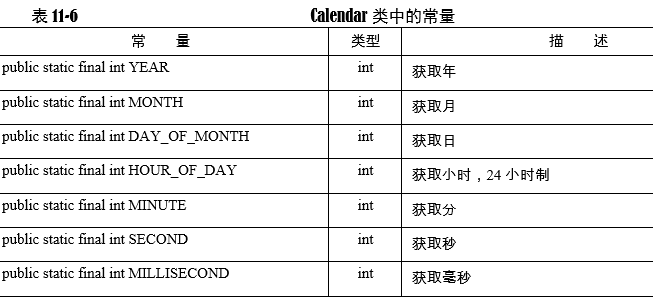 表 11-6 Calendar 类中的常量
常 量 类型 描 述
public static final int YEAR int 获取年
public static final int MONTH int 获取月
public static final int DAY_OF_MONTH int 获取日
public static final int HOUR_OF_DAY int 获取小时，24 小时制
public static final int MINUTE int 获取分
public static final int SECOND int 获取秒
public static final int MILLISECOND int 获取毫秒